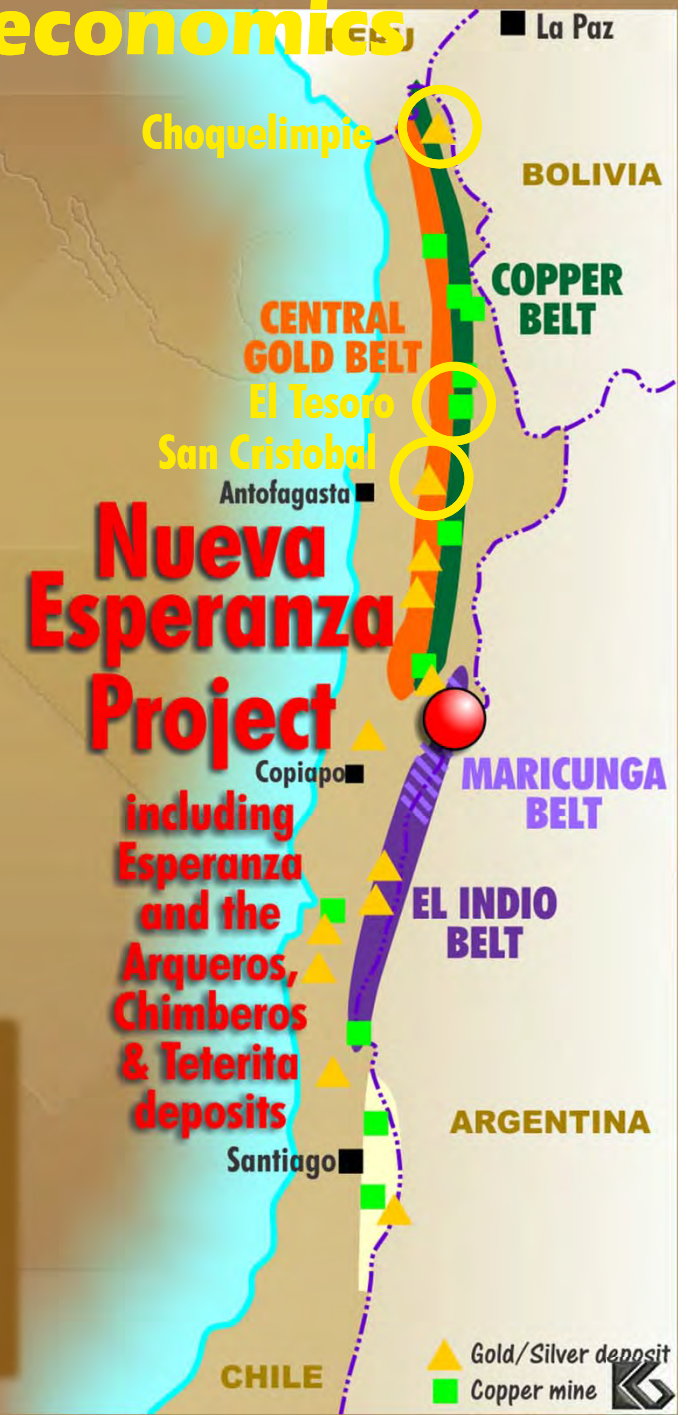 economics
PERU
La Paz
Choquelimpie
BOLIVIA
COPPER
BELT
CENTRAL
GOLD BELT
El Tesoro
San Cristobal
Antofagasta
Nueva
Esperanza
Project
Copiapo
MARICUNGA
BELT
including
Esperanza
and the
Arqueros,
Chimberos
& Teterita
deposits
EL INDIO
BELT
ARGENTINA
Santiago
Gold/Silver deposit
Copper mine
CHILE